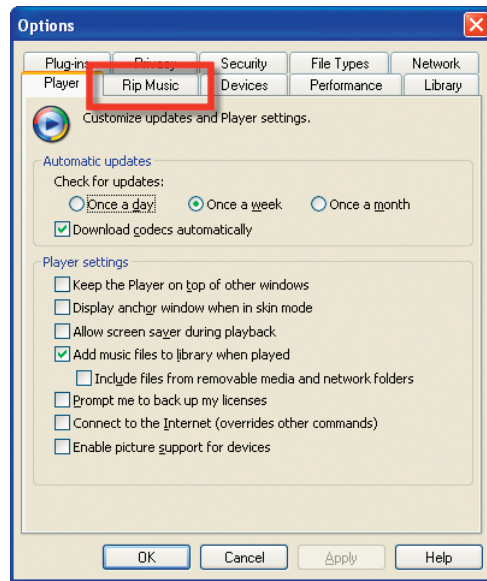 Options
Plug-ins Privacy Security File Types Network
Player Rip Music Devices Performance Library
Customize updates and Player settings.
Automatic updates
Check for updates:
Once a day Once a week Once a month
Download codecs automatically
Player settings
Keep the Player on top of other windows
Display anchor window when in skin mode
Allow screen saver during playback
Add music files to library when played
Include files from removable media and network folders
Prompt me to back up my licenses
Connect to the Internet (overrides other commands)
Enable picture support for devices
OK Cancel Apply Help